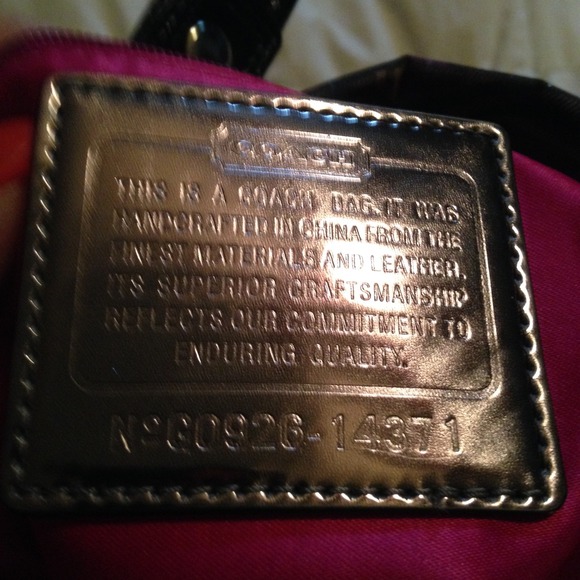 COACH
THIS IS A COACH BAG. IT WAS
HANDCRAFTED IN CHINA FROM THE
FINEST MATERIALS AND LEATHER.
ITS SUPERIOR CRAFTSMANSHIP
REFLECTS OUR COMMITMENT TO
ENDURING QUALITY.
Nº G0926-14371